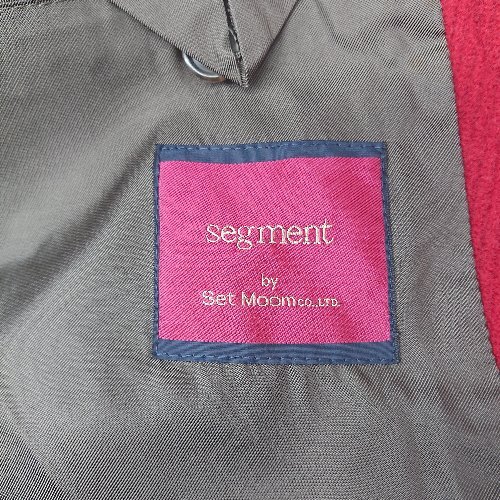 segment
by
Set Moom CO.,LTD.